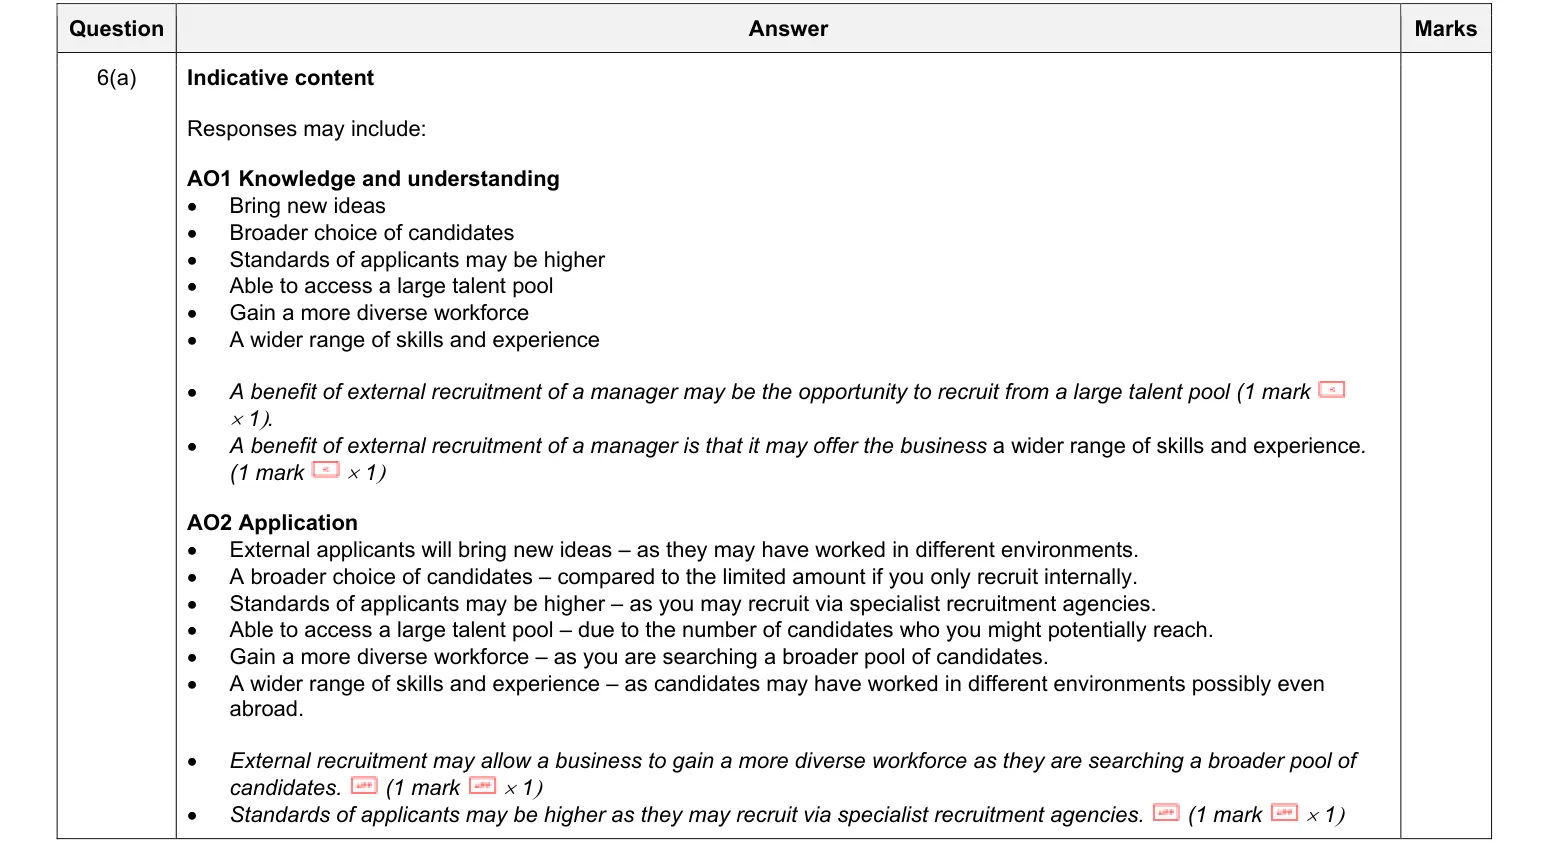 Question Answer Marks
6(a) Indicative content
Responses may include:
AO1 Knowledge and understanding
• Bring new ideas
• Broader choice of candidates
• Standards of applicants may be higher
• Able to access a large talent pool
• Gain a more diverse workforce
• A wider range of skills and experience
• A benefit of external recruitment of a manager may be the opportunity to recruit from a large talent pool (1 mark
× 1).
• A benefit of external recruitment of a manager is that it may offer the business a wider range of skills and experience.
(1 mark × 1)
AO2 Application
• External applicants will bring new ideas – as they may have worked in different environments.
• A broader choice of candidates – compared to the limited amount if you only recruit internally.
• Standards of applicants may be higher – as you may recruit via specialist recruitment agencies.
• Able to access a large talent pool – due to the number of candidates who you might potentially reach.
• Gain a more diverse workforce – as you are searching a broader pool of candidates.
• A wider range of skills and experience – as candidates may have worked in different environments possibly even
abroad.
• External recruitment may allow a business to gain a more diverse workforce as they are searching a broader pool of
candidates. (1 mark × 1)
• Standards of applicants may be higher as they may recruit via specialist recruitment agencies. (1 mark × 1)